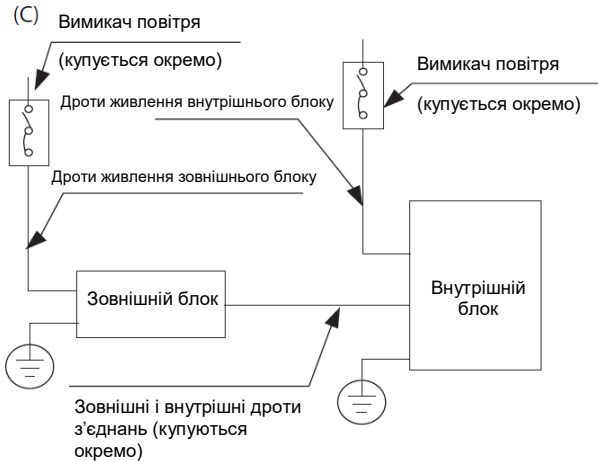 (C)
Вимикач повітря
(купується окремо)
Вимикач повітря
(купується окремо)
Дроти живлення внутрішнього блоку
Дроти живлення зовнішнього блоку
Зовнішній блок
Внутрішній
блок
Зовнішні і внутрішні дроти
з’єднань (купуються
окремо)